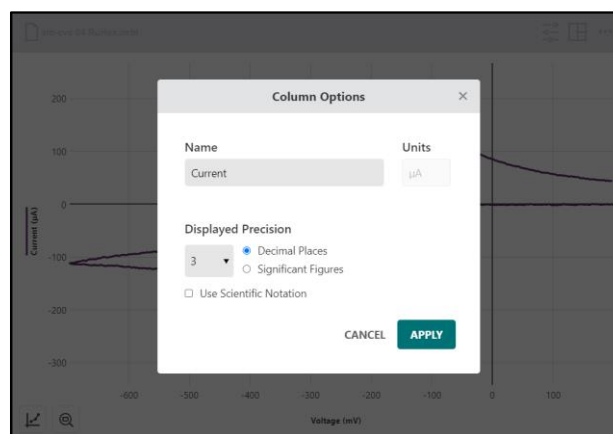 Column Options ×
Name Units
Current µA
Displayed Precision
3 Decimal Places
Significant Figures
Use Scientific Notation
CANCEL APPLY
200
100
0
-100
-200
-300
Current (µA)
-600 -500 -400 -300 -200 -100 0 100
Voltage (mV)